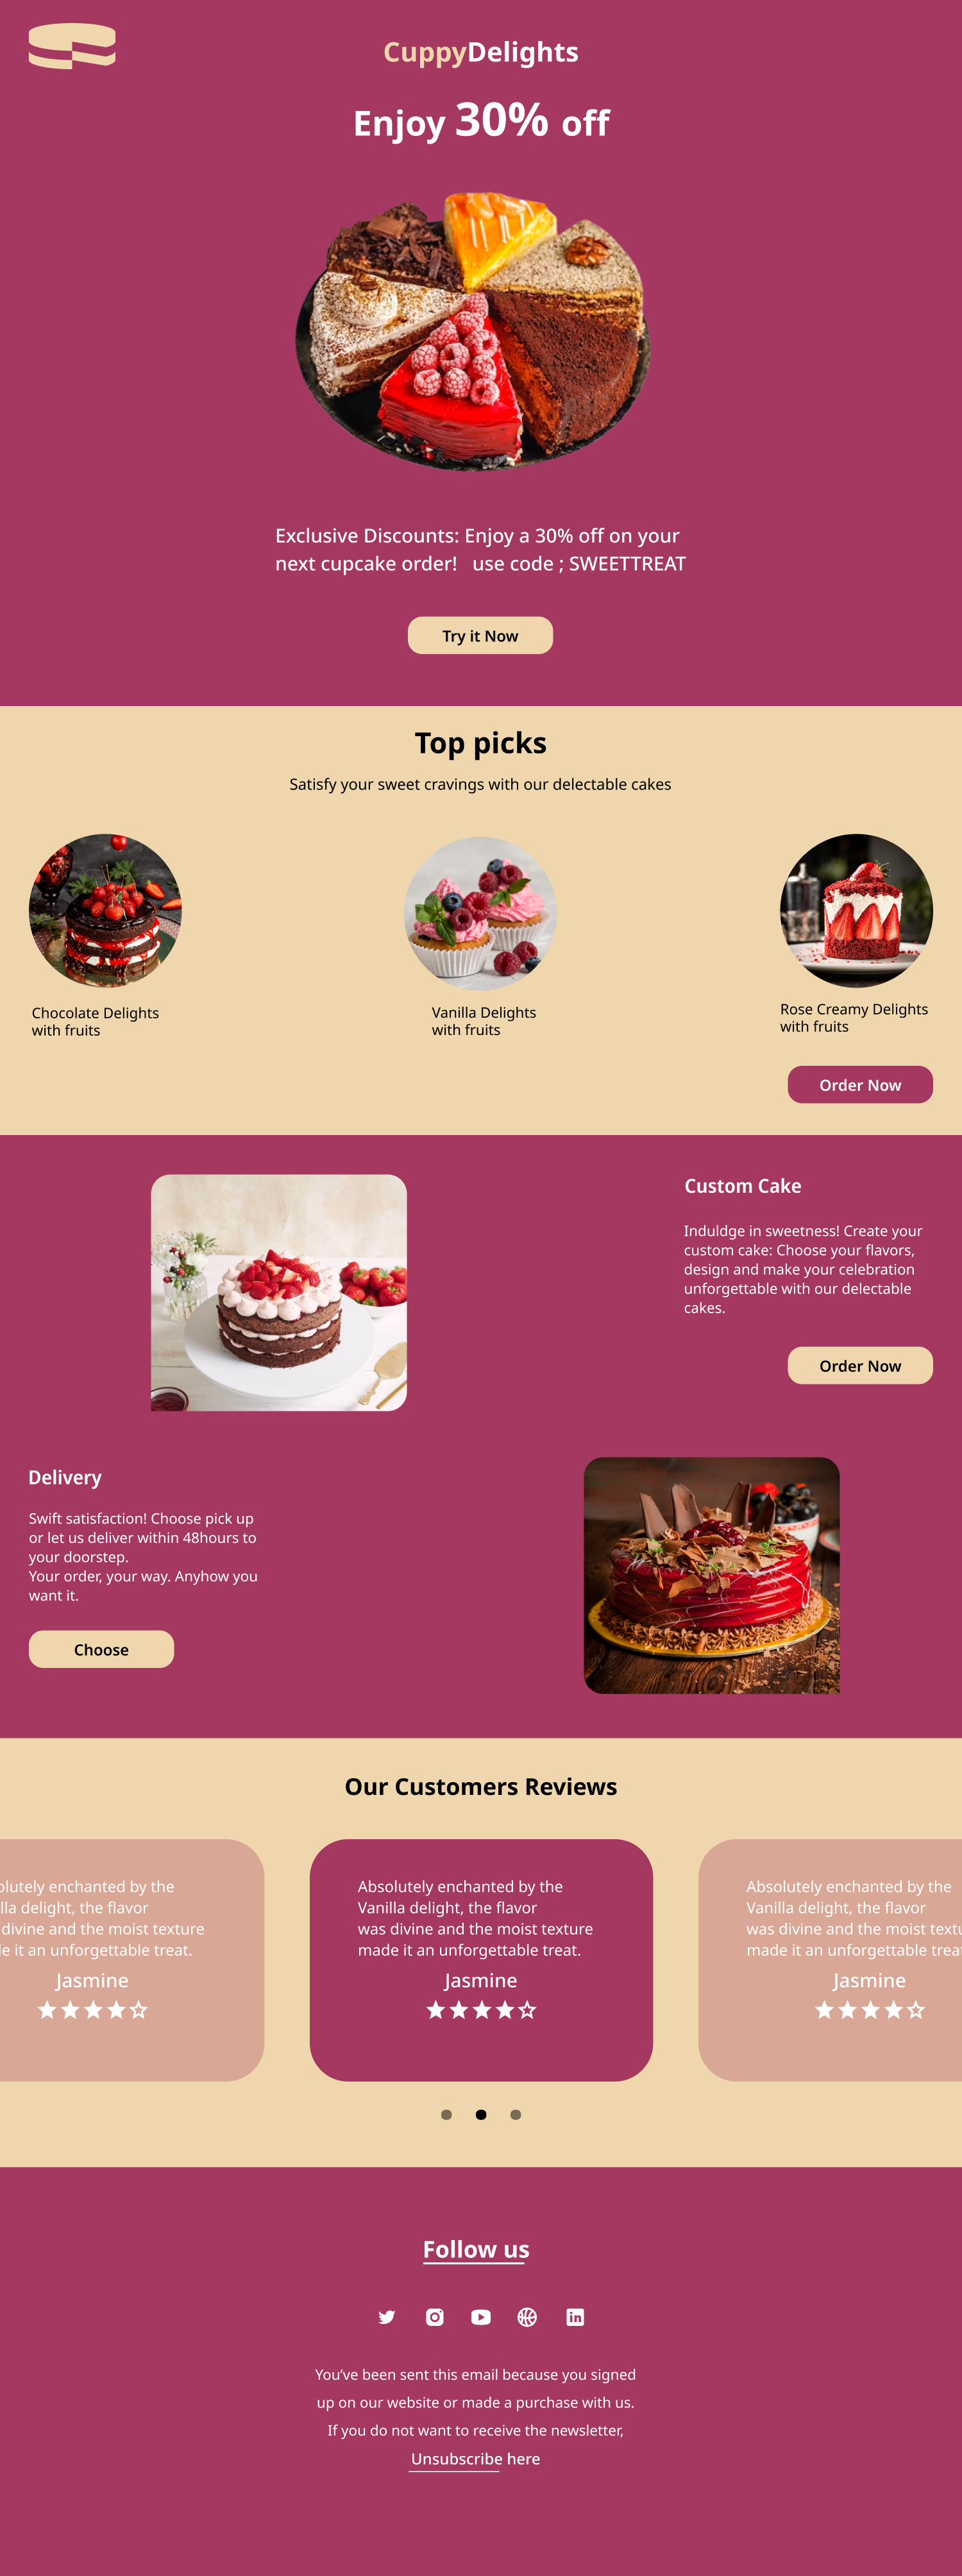 CuppyDelights
Enjoy 30% off
Exclusive Discounts: Enjoy a 30% off on your
next cupcake order! use code ; SWEETTREAT
Try it Now
Top picks
Satisfy your sweet cravings with our delectable cakes
Chocolate Delights
with fruits
Vanilla Delights
with fruits
Rose Creamy Delights
with fruits
Order Now
Custom Cake
Induldge in sweetness! Create your
custom cake: Choose your flavors,
design and make your celebration
unforgettable with our delectable
cakes.
Order Now
Delivery
Swift satisfaction! Choose pick up
or let us deliver within 48hours to
your doorstep.
Your order, your way. Anyhow you
want it.
Choose
Our Customers Reviews
enchanted by the
delight, the flavor
divine and the moist texture
it an unforgettable treat.
Jasmine
Absolutely enchanted by the
Vanilla delight, the flavor
was divine and the moist texture
made it an unforgettable treat.
Jasmine
Absolutely enchanted by the
Vanilla delight, the flavor
was divine and the moist
made it an unforgettable
Jasmine
Follow us
You’ve been sent this email because you signed
up on our website or made a purchase with us.
If you do not want to receive the newsletter,
Unsubscribe here